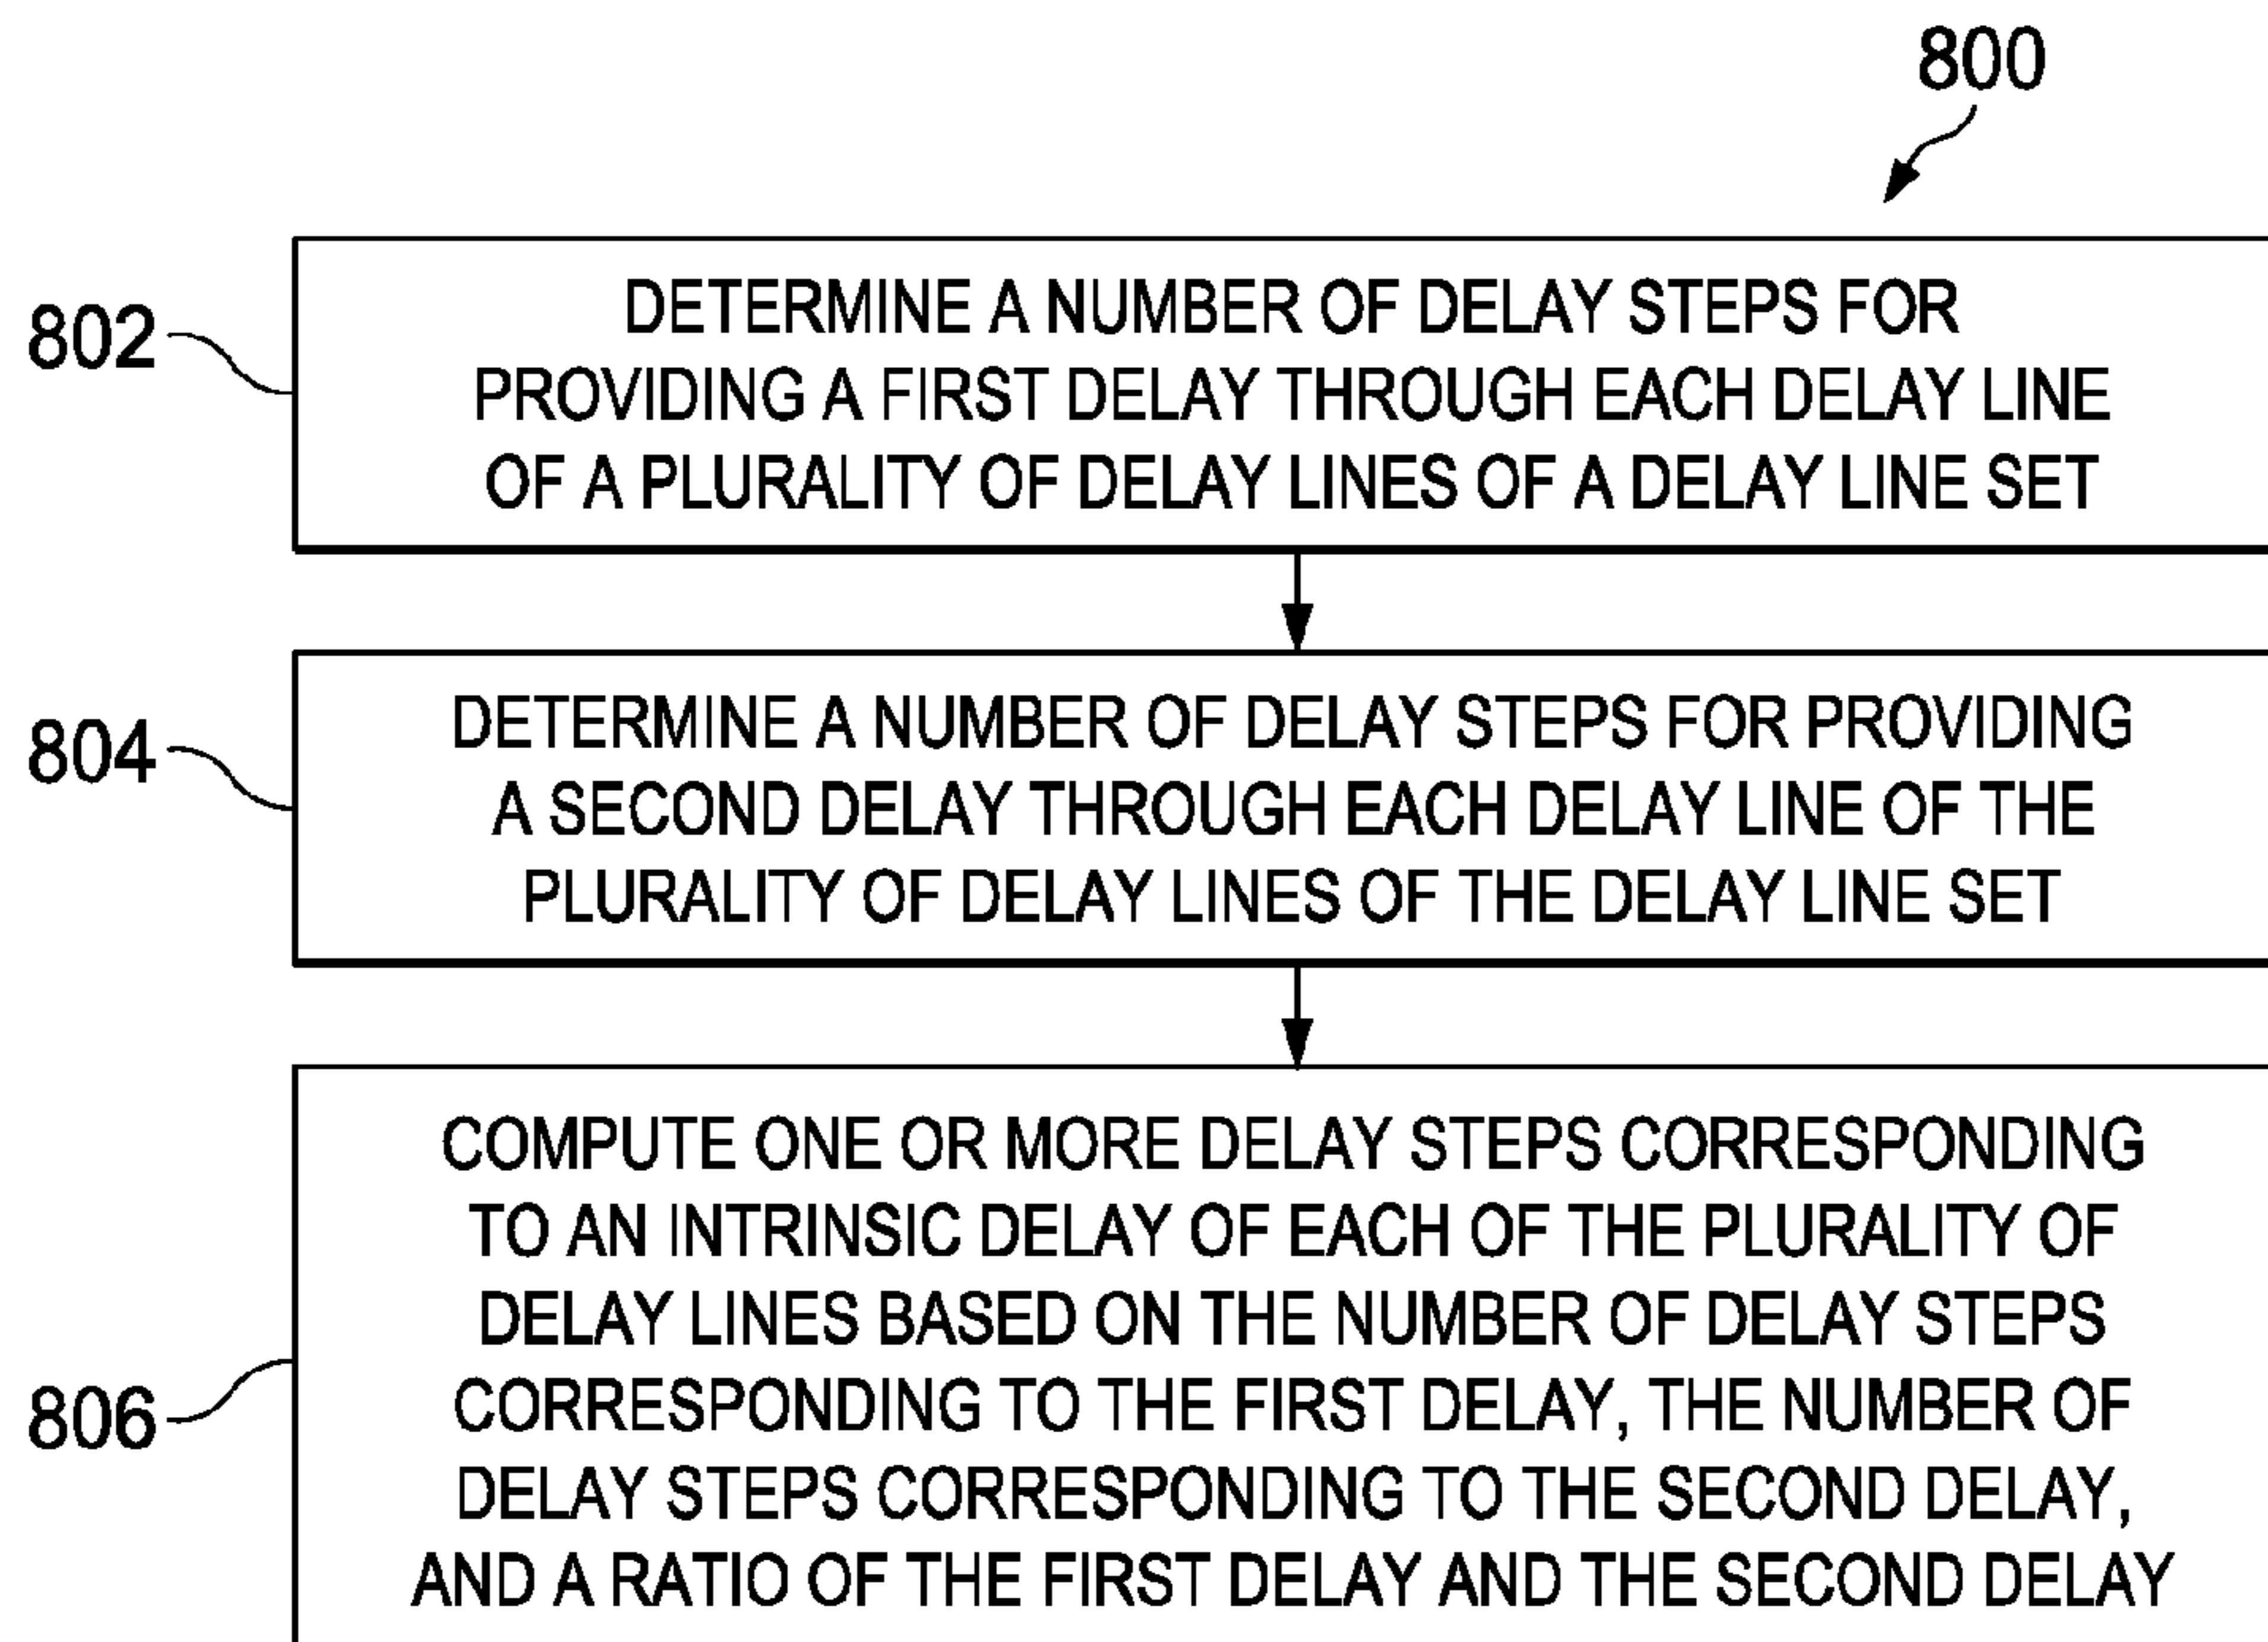 800
802
DETERMINE A NUMBER OF DELAY STEPS FOR
PROVIDING A FIRST DELAY THROUGH EACH DELAY LINE
OF A PLURALITY OF DELAY LINES OF A DELAY LINE SET
804
DETERMINE A NUMBER OF DELAY STEPS FOR PROVIDING
A SECOND DELAY THROUGH EACH DELAY LINE OF THE
PLURALITY OF DELAY LINES OF THE DELAY LINE SET
806
COMPUTE ONE OR MORE DELAY STEPS CORRESPONDING
TO AN INTRINSIC DELAY OF EACH OF THE PLURALITY OF
DELAY LINES BASED ON THE NUMBER OF DELAY STEPS
CORRESPONDING TO THE FIRST DELAY, THE NUMBER OF
DELAY STEPS CORRESPONDING TO THE SECOND DELAY,
AND A RATIO OF THE FIRST DELAY AND THE SECOND DELAY